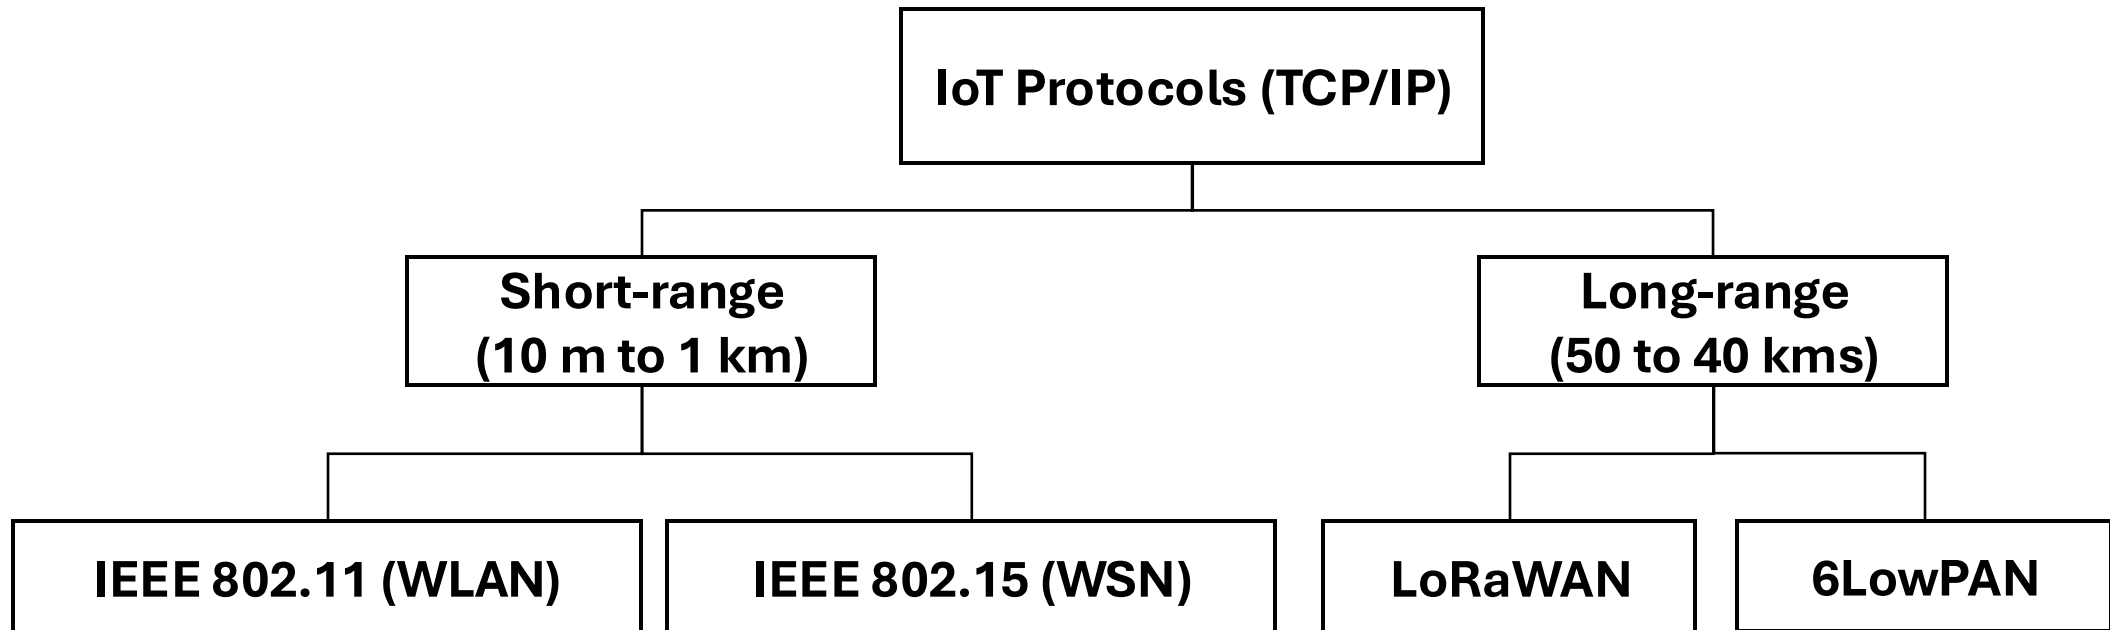 IoT Protocols (TCP/IP)
Short-range
(10 m to 1 km)
Long-range
(50 to 40 kms)
IEEE 802.11 (WLAN)
IEEE 802.15 (WSN)
LoRaWAN
6LowPAN